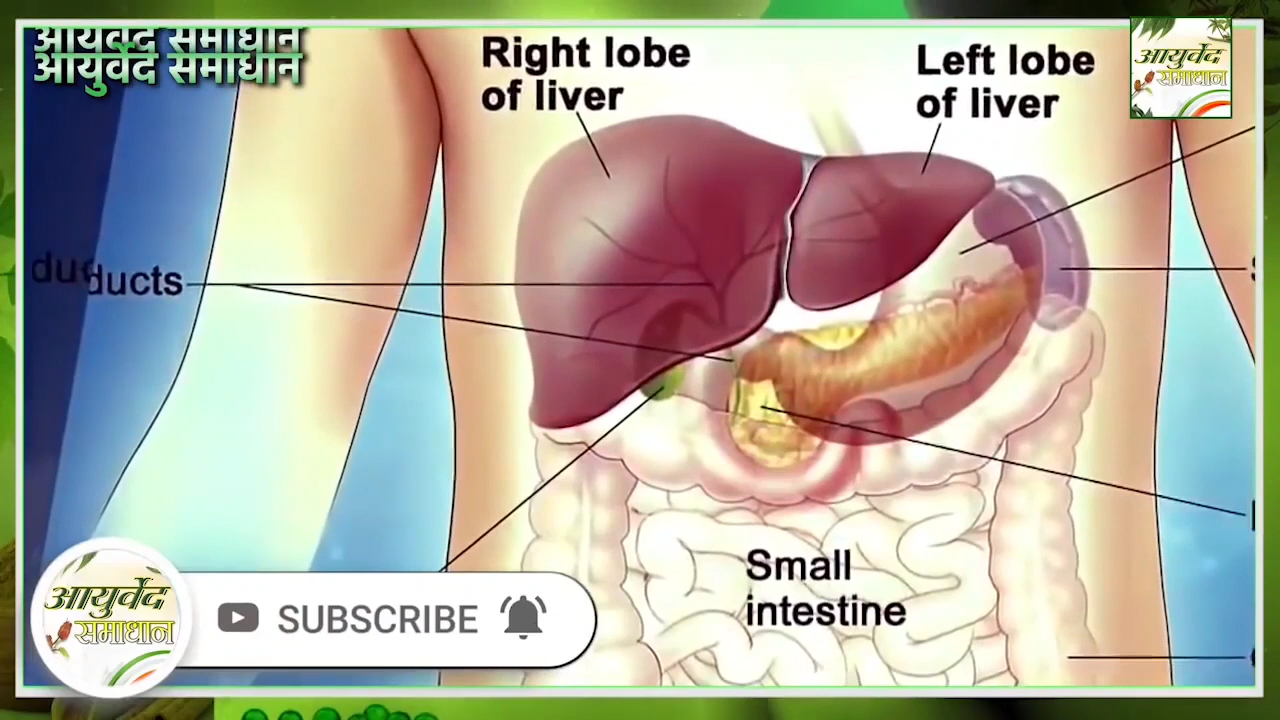 आयुर्वेद समाधान
आयुर्वेद समाधान
Right lobe
of liver
Left lobe
of liver
आयुर्वेद
समाधान
ducts
Small
intestine
आयुर्वेद
समाधान
SUBSCRIBE